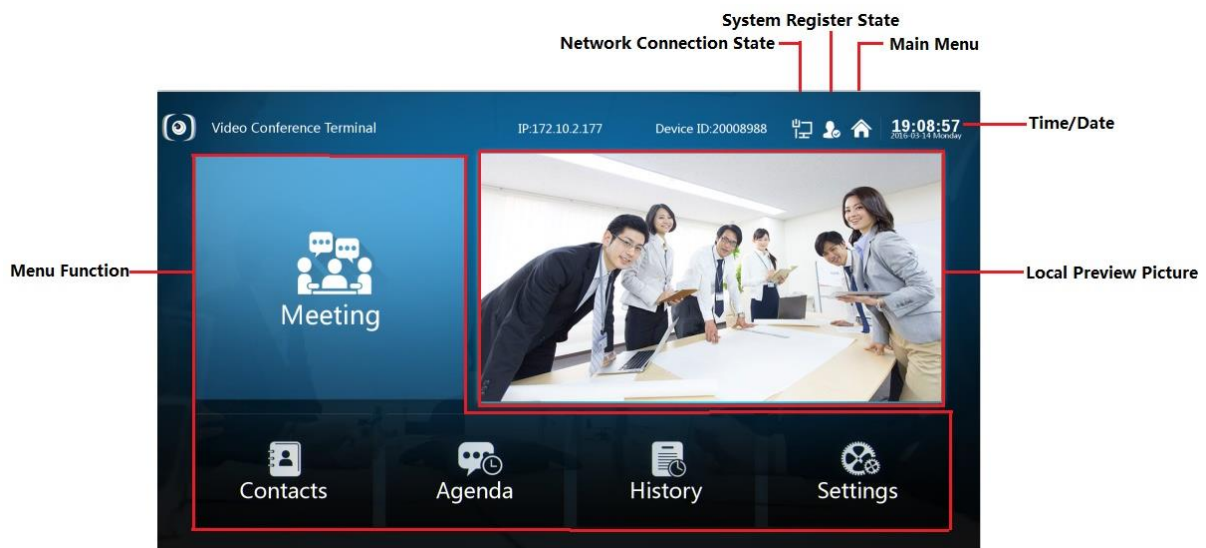 System Register State
Network Connection State
Main Menu
Video Conference Terminal
IP:172.10.2.177
Device ID:20008988
19:08:57
2016-03-14 Monday
Time/Date
Menu Function
Meeting
Local Preview Picture
Contacts
Agenda
History
Settings